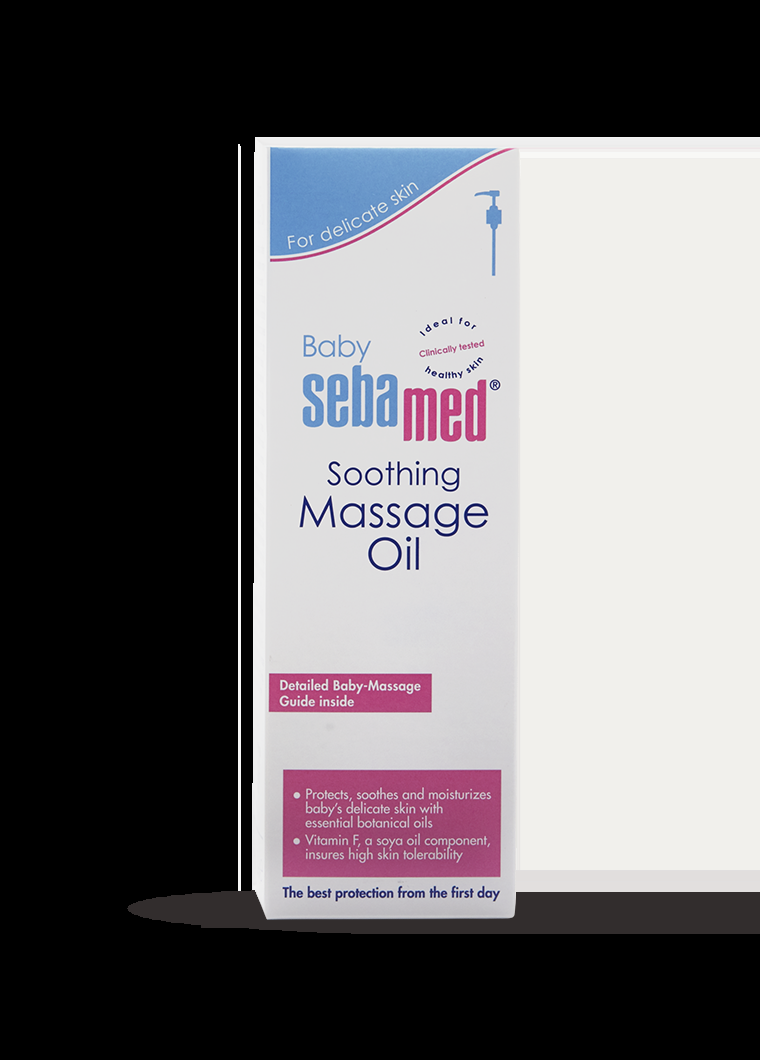 For delicate skin
Ideal for
Clinically tested
healthy skin
Baby
sebamed®
Soothing
Massage
Oil
Detailed Baby-Massage
Guide inside
• Protects, soothes and moisturizes
baby's delicate skin with
essential botanical oils
• Vitamin F, a soya oil component,
insures high skin tolerability
The best protection from the first day